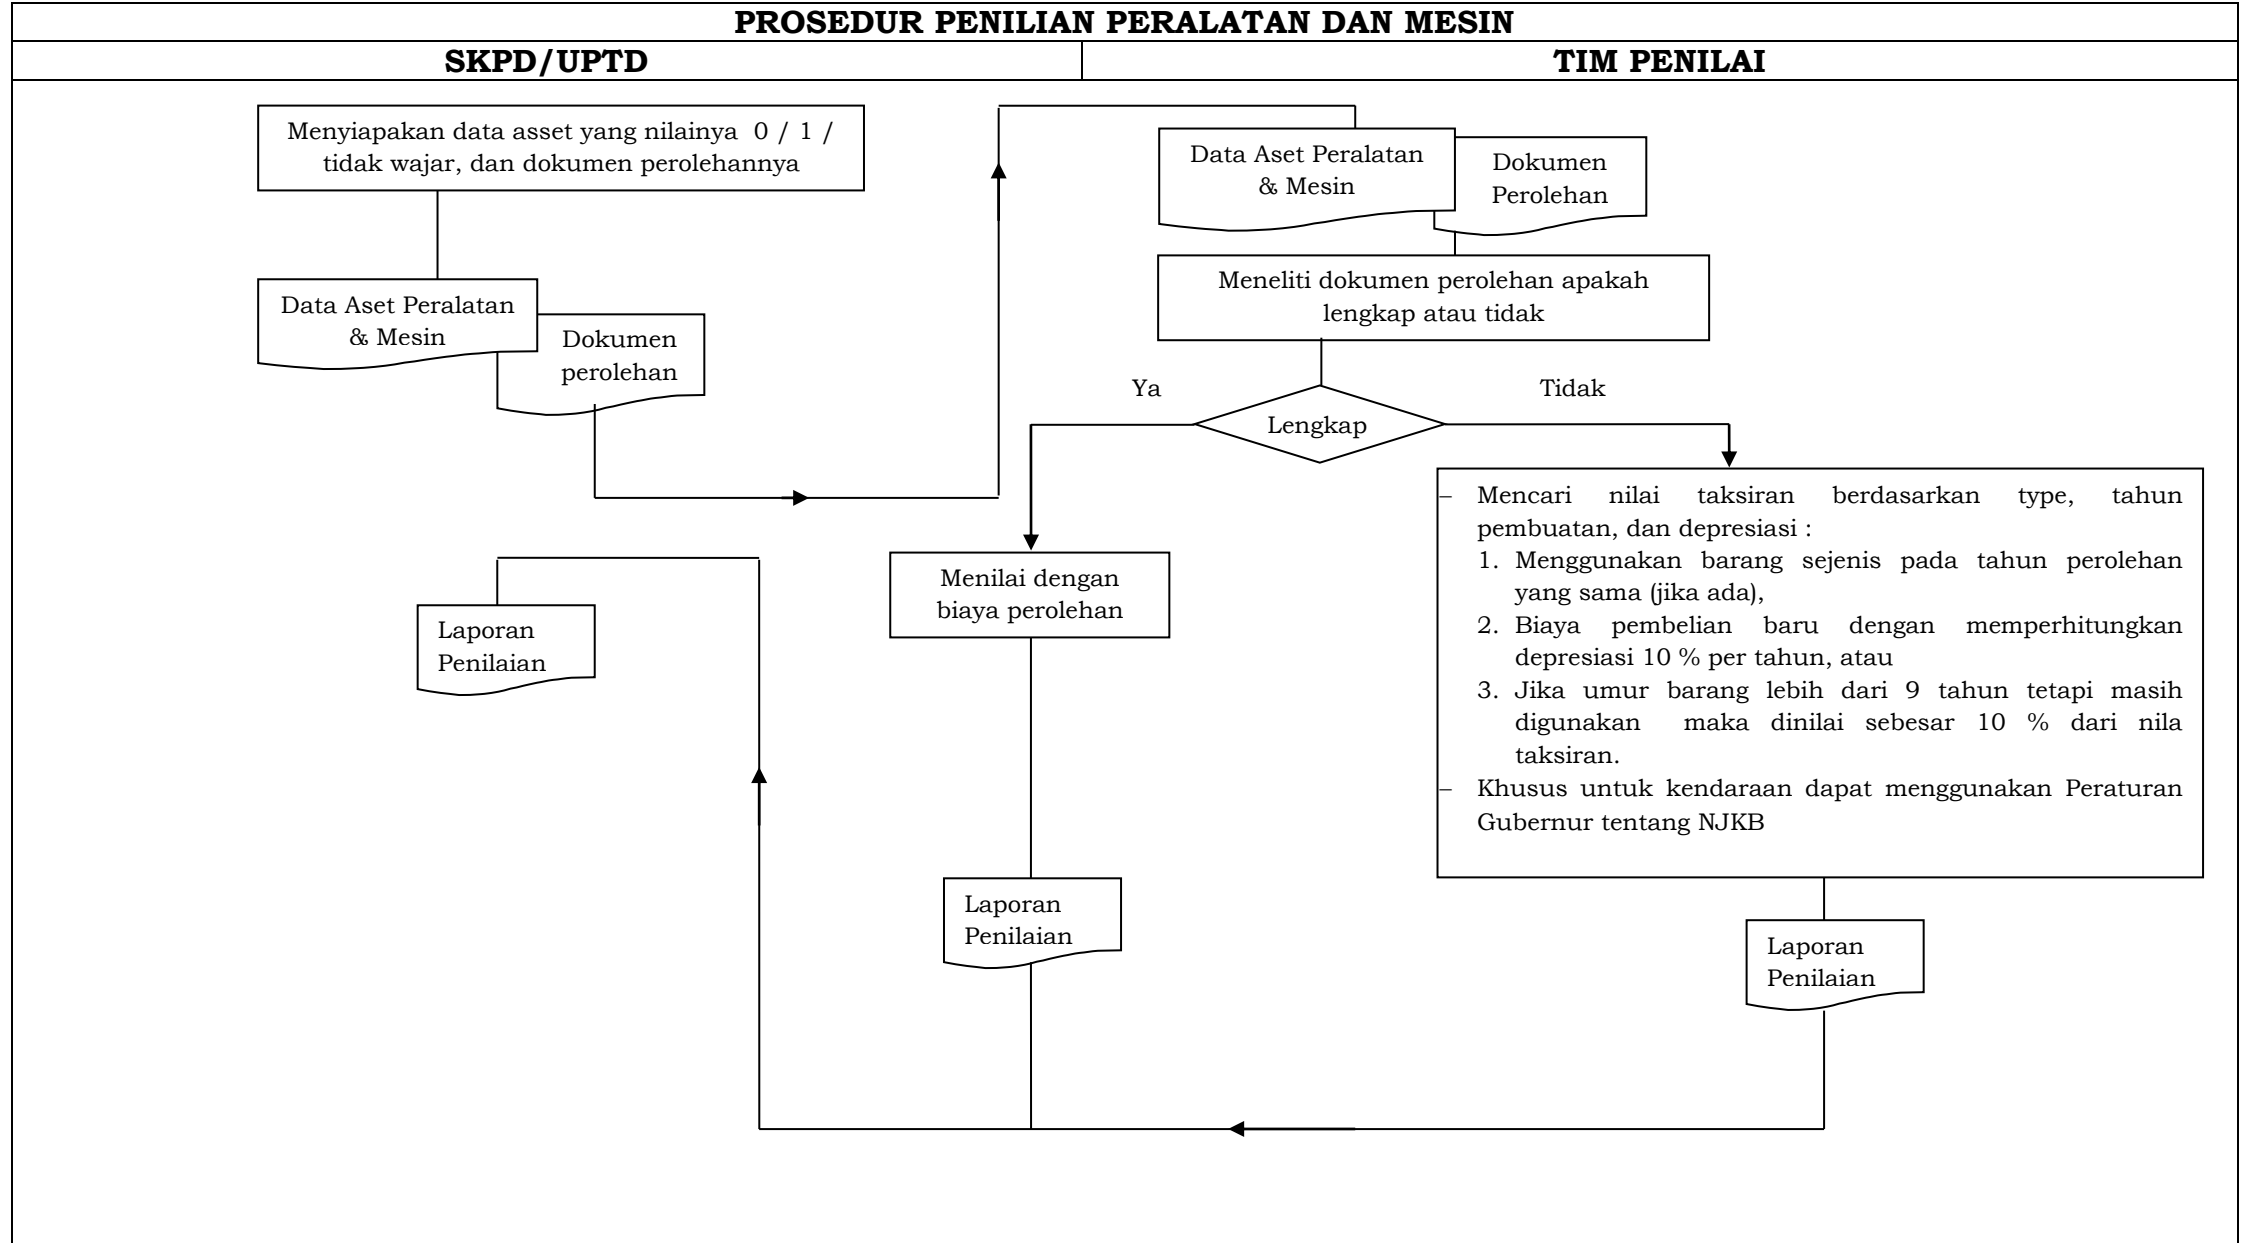 PROSEDUR PENILIAN PERALATAN DAN MESIN
SKPD/UPTD
TIM PENILAI
Menyiapakan data asset yang nilainya 0 / 1 /
tidak wajar, dan dokumen perolehannya
Data Aset Peralatan
& Mesin
Dokumen
perolehan
Data Aset Peralatan
& Mesin
Dokumen
Perolehan
Meneliti dokumen perolehan apakah
lengkap atau tidak
Ya
Tidak
Lengkap
Menilai dengan
biaya perolehan
– Mencari nilai taksiran berdasarkan type, tahun
pembuatan, dan depresiasi :
1. Menggunakan barang sejenis pada tahun perolehan
yang sama (jika ada),
2. Biaya pembelian baru dengan memperhitungkan
depresiasi 10 % per tahun, atau
3. Jika umur barang lebih dari 9 tahun tetapi masih
digunakan maka dinilai sebesar 10 % dari nila
taksiran.
– Khusus untuk kendaraan dapat menggunakan Peraturan
Gubernur tentang NJKB
Laporan
Penilaian
Laporan
Penilaian
Laporan
Penilaian